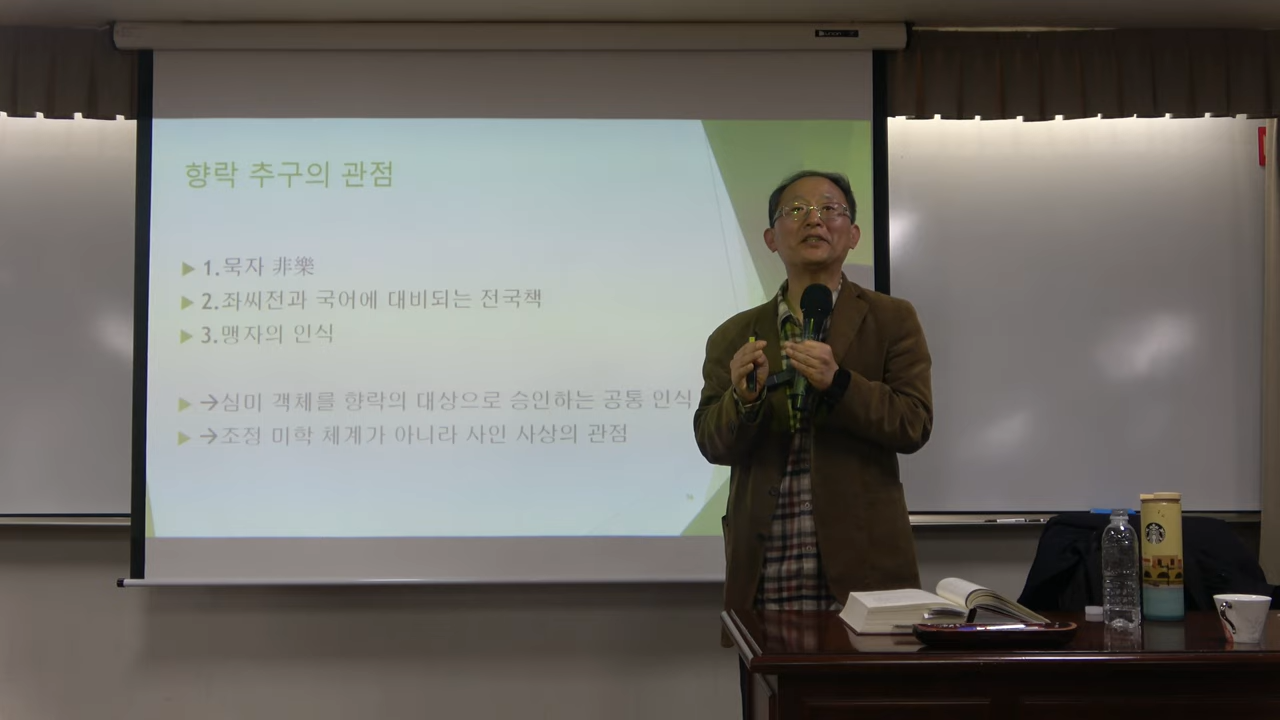 향락 추구의 관점
1.묵자 非樂
2.좌씨전과 국어에 대비되는 전국책
3.맹자의 인식
→심미 객체를 향락의 대상으로 승인하는 공통 인식
→조정 미학 체계가 아니라 사인 사상의 관점